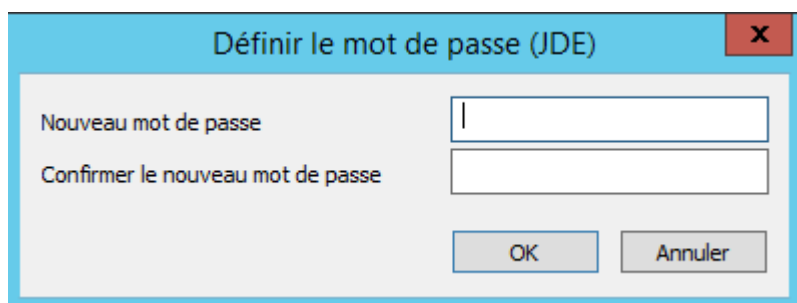 Définir le mot de passe (JDE)
x
Nouveau mot de passe
Confirmer le nouveau mot de passe
OK Annuler